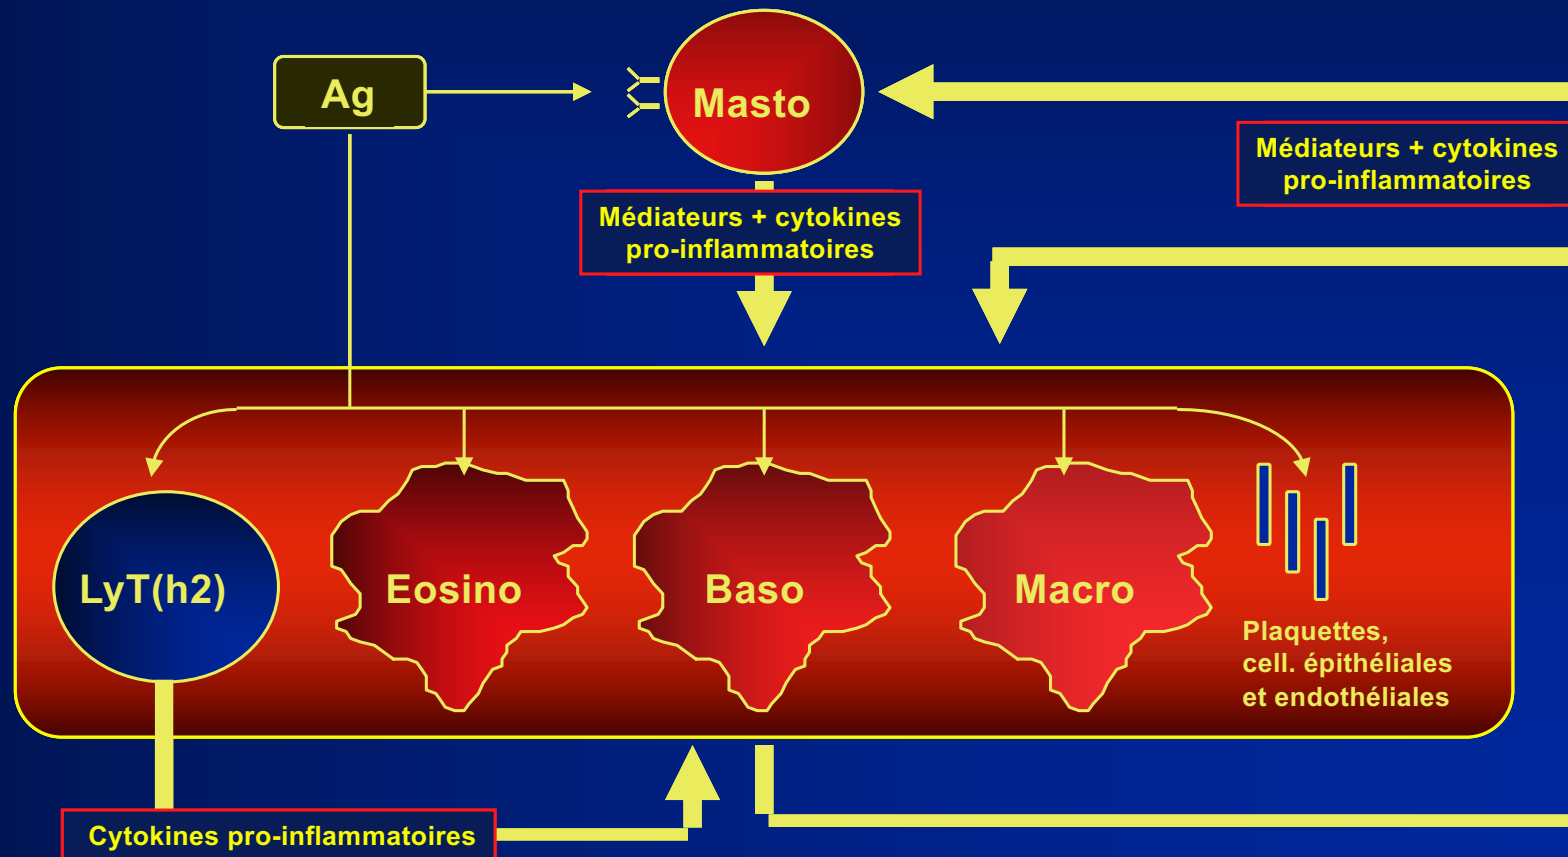 Ag
Masto
Médiateurs + cytokines
pro-inflammatoires
Médiateurs + cytokines
pro-inflammatoires
LyT(h2)
Eosino
Baso
Macro
Plaquettes,
cell. épithéliales
et endothéliales
Cytokines pro-inflammatoires